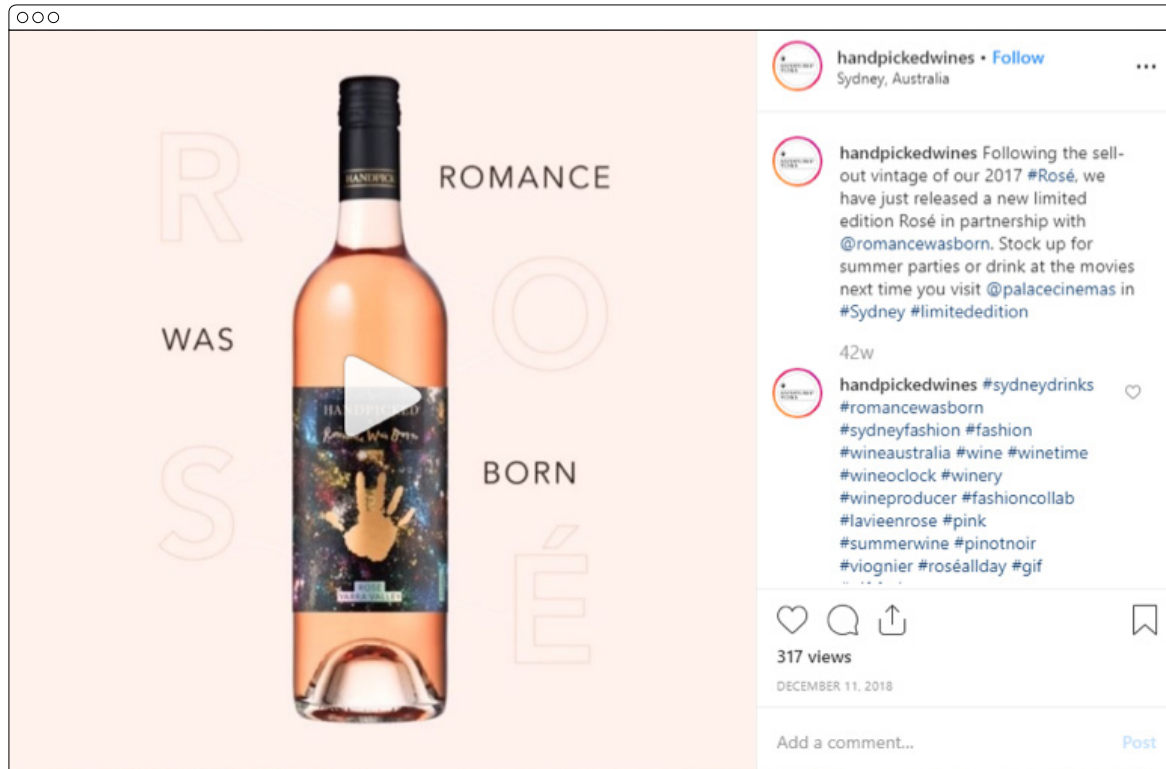 R
ROMANCE
O
WAS
S
BORN
É
HANDPICK
HANDPICKED
Romance Was Born
ROSÉ
YARRA VALLEY
handpickedwines • Follow
Sydney, Australia
handpickedwines Following the sell-
out vintage of our 2017 #Rosé, we
have just released a new limited
edition Rosé in partnership with
@romancewasborn. Stock up for
summer parties or drink at the movies
next time you visit @palacecinemas in
#Sydney #limitededition
42w
handpickedwines #sydneydrinks
#romancewasborn
#sydneyfashion #fashion
#wineaustralia #wine #winetime
#wineoclock #winery
#wineproducer #fashioncollab
#lavieenrose #pink
#summerwine #pinotnoir
#viognier #roséallday #gif
317 views
DECEMBER 11, 2018
Add a comment... Post